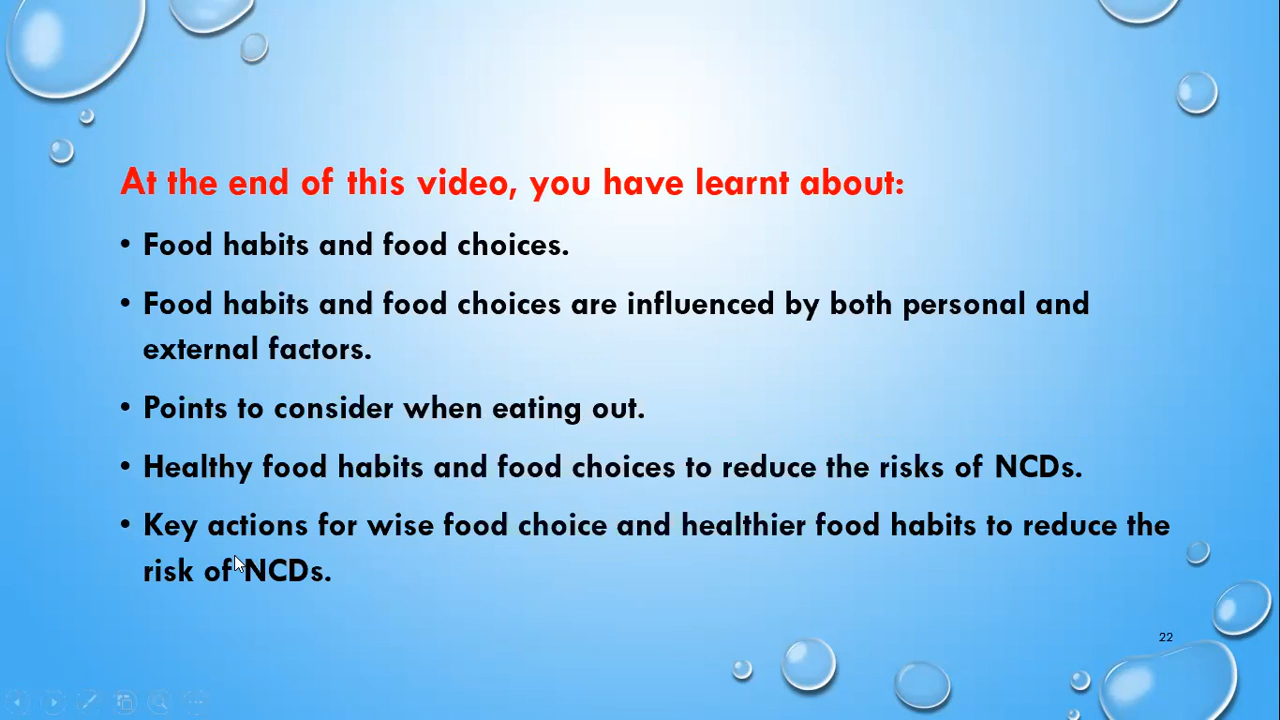 At the end of this video, you have learnt about:
• Food habits and food choices.
• Food habits and food choices are influenced by both personal and
external factors.
• Points to consider when eating out.
• Healthy food habits and food choices to reduce the risks of NCDs.
• Key actions for wise food choice and healthier food habits to reduce the
risk of NCDs.
22